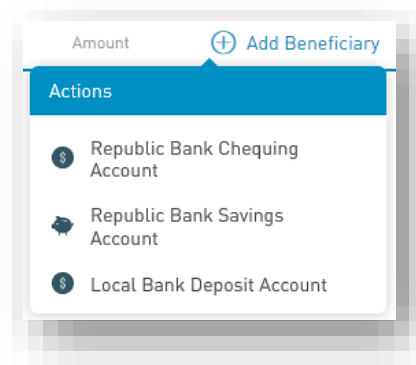 Amount
Add Beneficiary
Actions
Republic Bank Chequing
Account
Republic Bank Savings
Account
Local Bank Deposit Account